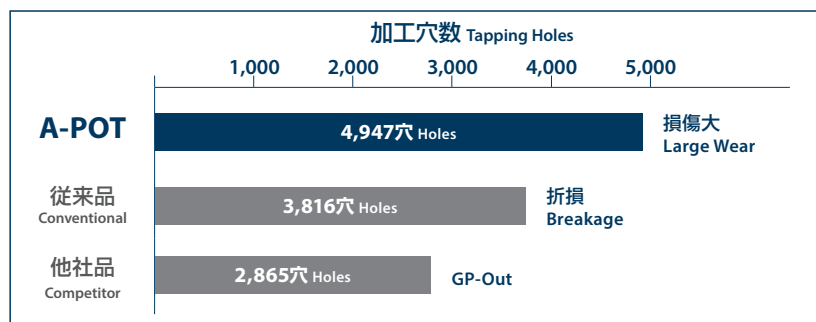 加工穴数 Tapping Holes
1,000 2,000 3,000 4,000 5,000
A-POT
4,947穴 Holes
損傷大
Large Wear
従来品
Conventional
3,816穴 Holes
折損
Breakage
他社品
Competitor
2,865穴 Holes
GP-Out